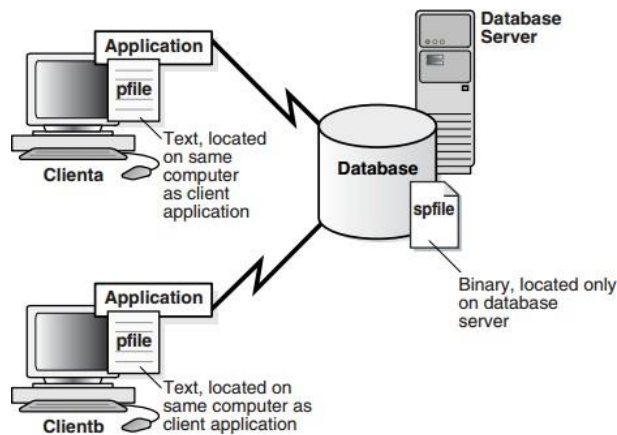 Database
Server
Application
pfile
Text, located
on same
computer
as client
application
Clienta
Database
spfile
Binary, located only
on database
server
Application
pfile
Text, located on
same computer as
client application
Clientb